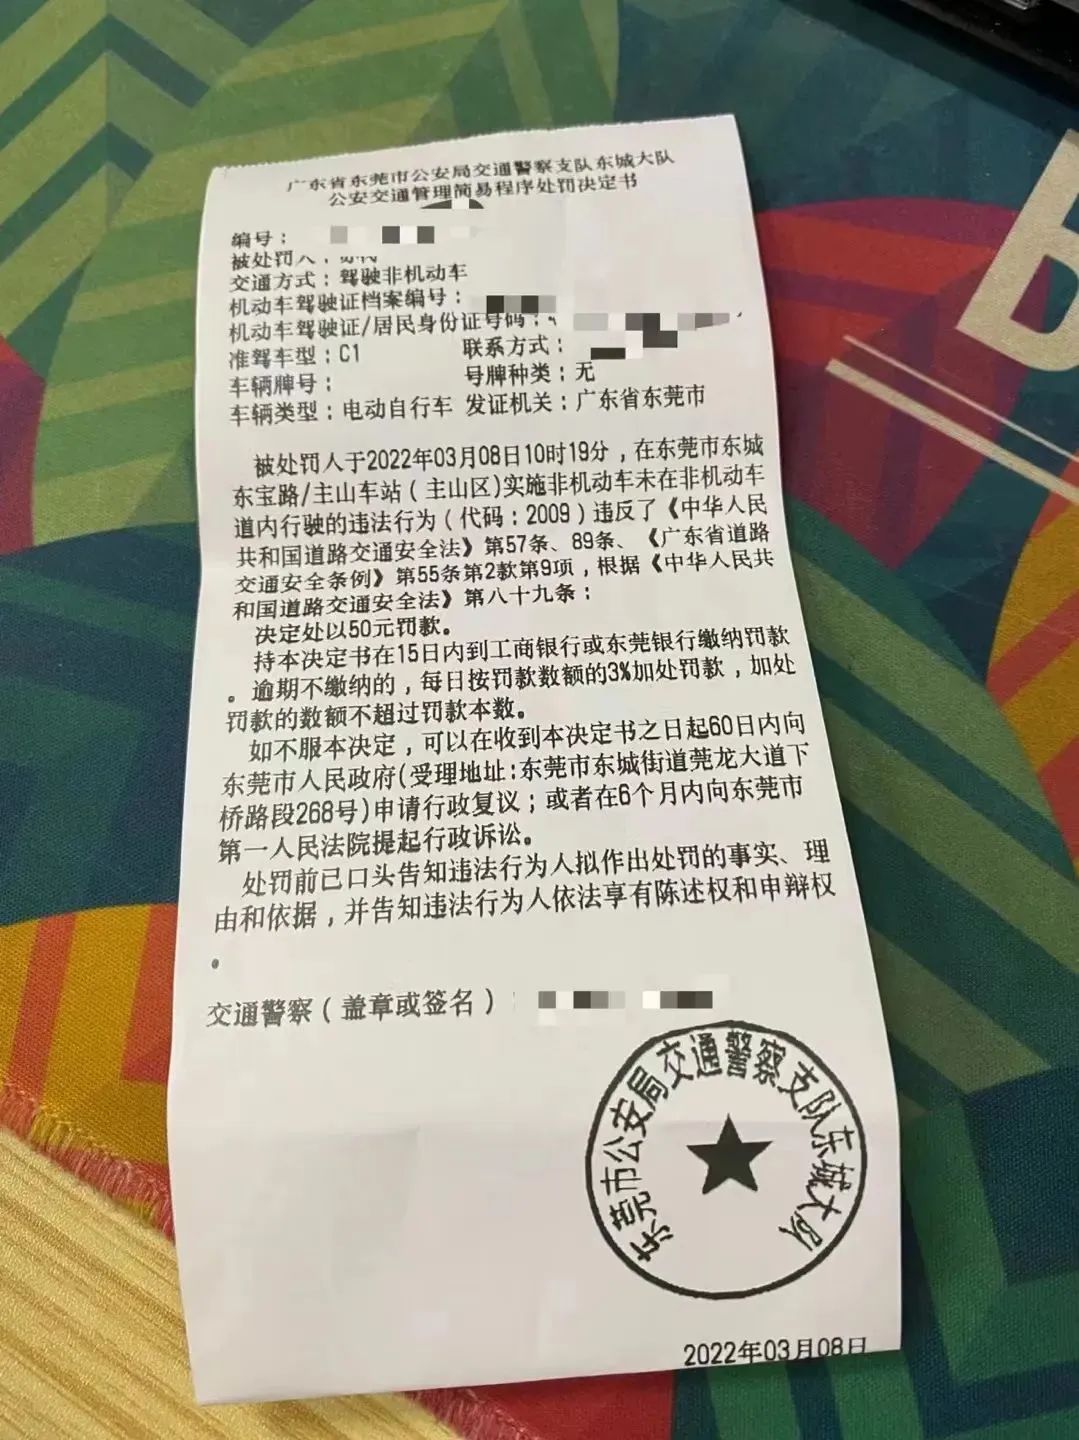 广东省东莞市公安局交通警察支队东城大队
公安交通管理简易程序处罚决定书
编号：
被处罚人：
交通方式：驾驶非机动车
机动车驾驶证档案编号：
机动车驾驶证/居民身份证号码：
准驾车型：C1 联系方式：
车辆牌号： 号牌种类：无
车辆类型：电动自行车 发证机关：广东省东莞市
被处罚人于2022年03月08日10时19分，在东莞市东城
东宝路/主山车站（主山区)实施非机动车未在非机动车
道内行驶的违法行为（代码：2009）违反了《中华人民
共和国道路交通安全法》第57条、89条、《广东省道路
交通安全条例》第55条第2款第9项，根据《中华人民共
和国道路交通安全法》第八十九条：
决定处以50元罚款。
持本决定书在15日内到工商银行或东莞银行缴纳罚款
。逾期不缴纳的，每日按罚款数额的3%加处罚款，加处
罚款的数额不超过罚款本数。
如不服本决定，可以在收到本决定书之日起60日内向
东莞市人民政府(受理地址:东莞市东城街道莞龙大道下
桥路段268号)申请行政复议；或者在6个月内向东莞市
第一人民法院提起行政诉讼。
处罚前已口头告知违法行为人拟作出处罚的事实、理
由和依据，并告知违法行为人依法享有陈述权和申辩权
。
交通警察（盖章或签名）
东莞市公安局交通警察支队东城大队
2022年03月08日